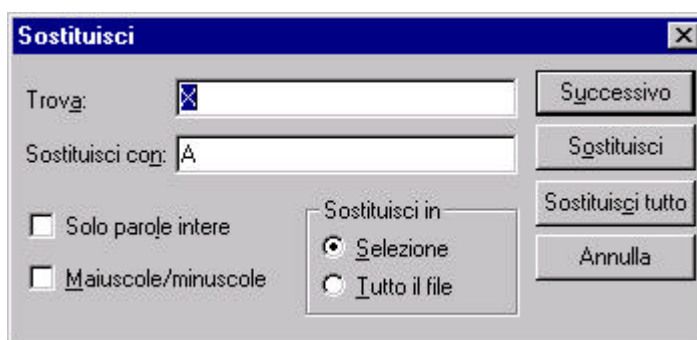 Sostituisci
Trova: X
Successivo
Sostituisci con: A
Sostituisci
Solo parole intere
Maiuscole/minuscole
Sostituisci in
Selezione
Tutto il file
Sostituisci tutto
Annulla